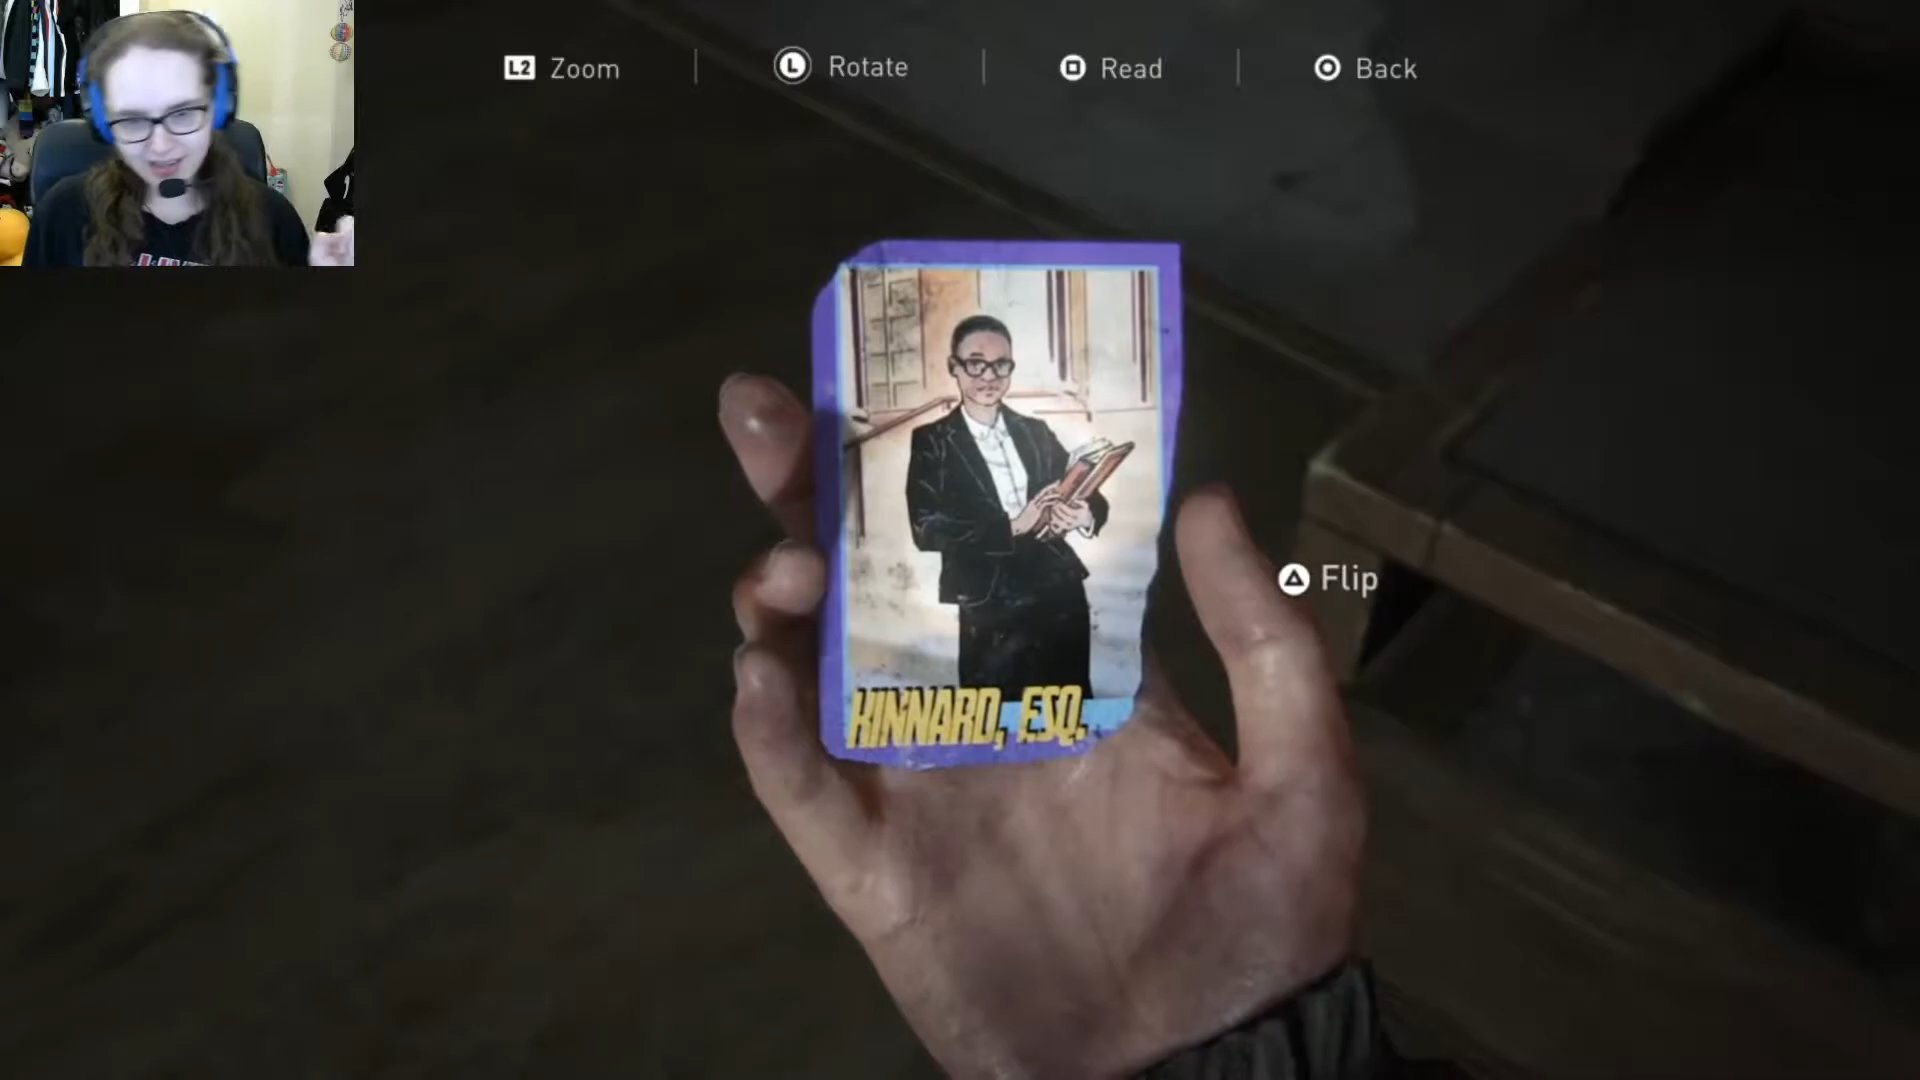 L2 Zoom
L Rotate
Read
Back
Flip
KINNARD, ESQ.